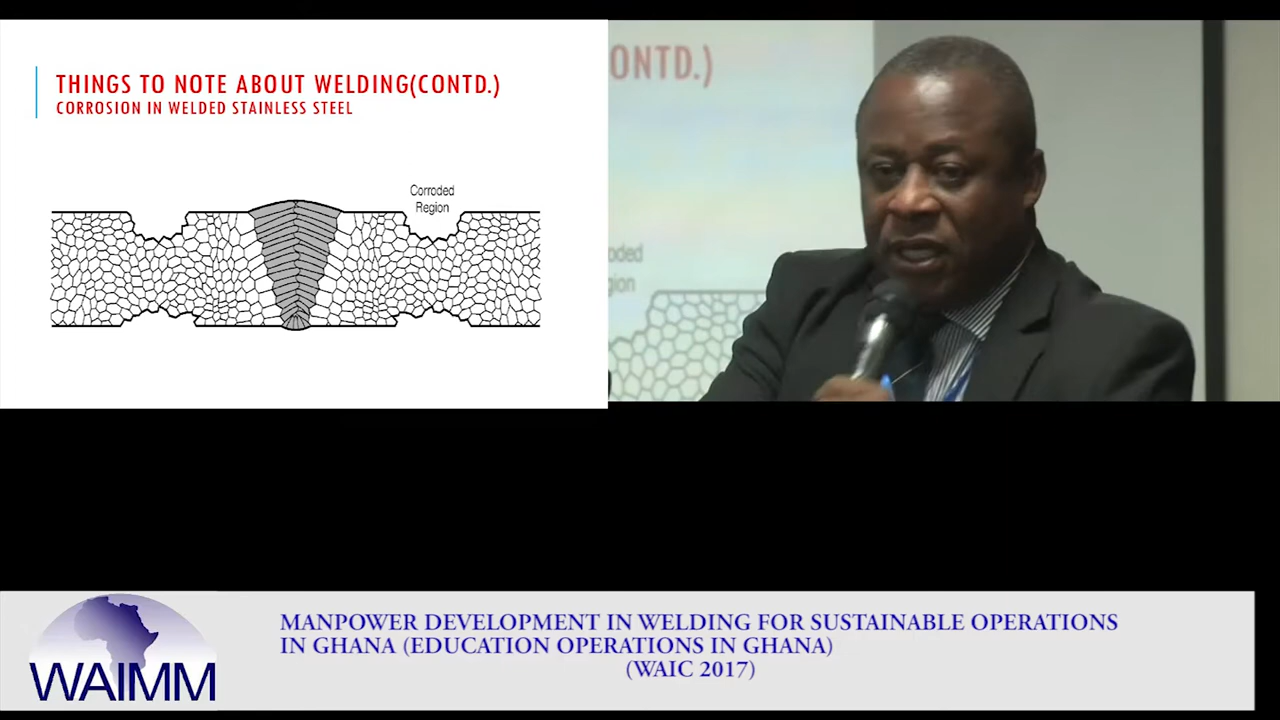 THINGS TO NOTE ABOUT WELDING(CONTD.)
CORROSION IN WELDED STAINLESS STEEL
Corroded
Region
ONTD.)
oded
gion
WAIMM
MANPOWER DEVELOPMENT IN WELDING FOR SUSTAINABLE OPERATIONS
IN GHANA (EDUCATION OPERATIONS IN GHANA)
(WAIC 2017)